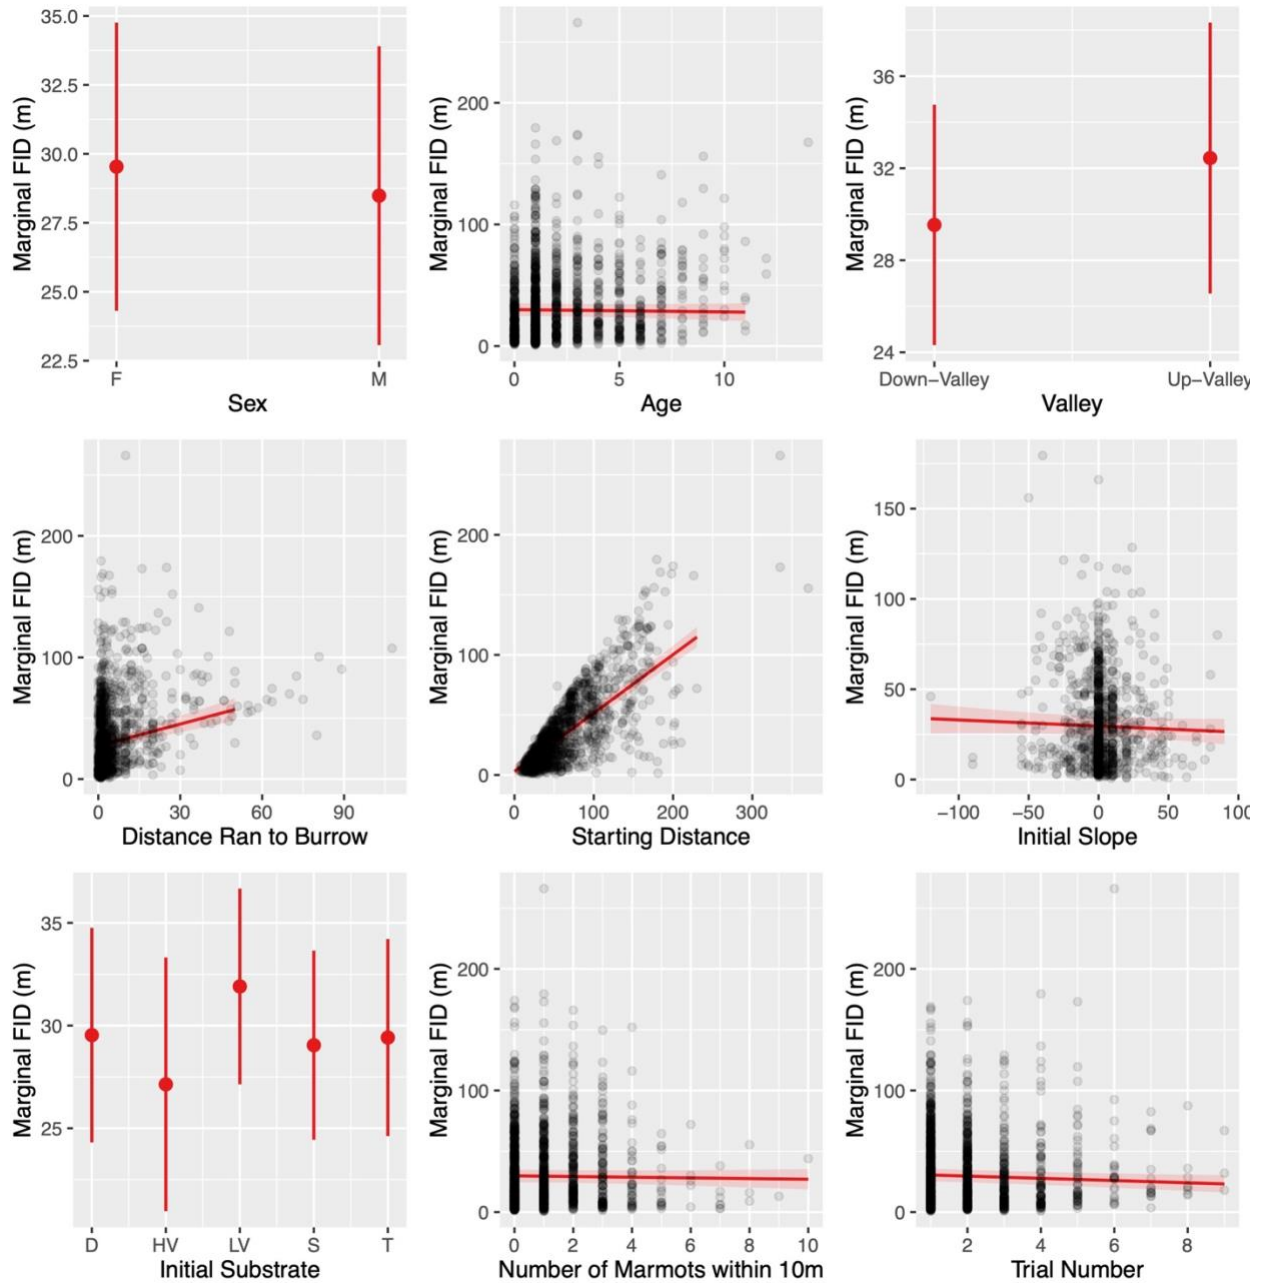 Marginal FID (m)
35.0
32.5
30.0
27.5
25.0
22.5
F M
Sex
Marginal FID (m)
200
100
0
0 5 10
Age
Marginal FID (m)
36
32
28
24
Down−Valley Up−Valley
Valley
Marginal FID (m)
200
100
0
0 30 60 90
Distance Ran to Burrow
Marginal FID (m)
200
100
0
0 100 200 300
Starting Distance
Marginal FID (m)
150
100
50
0
−100 −50 0 50 100
Initial Slope
Marginal FID (m)
35
30
25
D HV LV S T
Initial Substrate
Marginal FID (m)
200
100
0
0 2 4 6 8 10
Number of Marmots within 10m
Marginal FID (m)
200
100
0
2 4 6 8
Trial Number